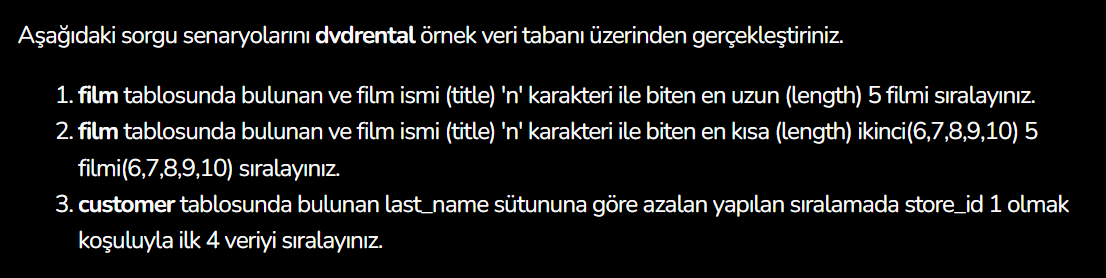 Aşağıdaki sorgu senaryolarını dvdrental örnek veri tabanı üzerinden gerçekleştiriniz.
1. film tablosunda bulunan ve film ismi (title) 'n' karakteri ile biten en uzun (length) 5 filmi sıralayınız.
2. film tablosunda bulunan ve film ismi (title) 'n' karakteri ile biten en kısa (length) ikinci(6,7,8,9,10) 5
filmi(6,7,8,9,10) sıralayınız.
3. customer tablosunda bulunan last_name sütununa göre azalan yapılan sıralamada store_id 1 olmak
koşuluyla ilk 4 veriyi sıralayınız.